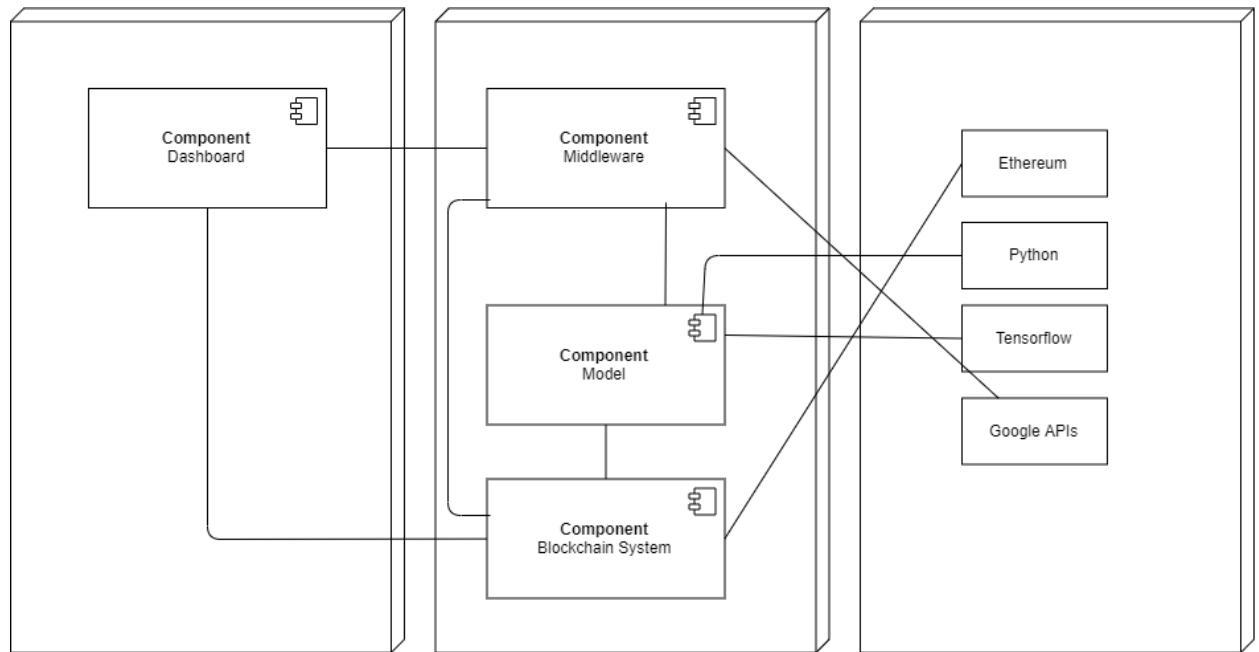 Component
Dashboard
Component
Middleware
Component
Model
Component
Blockchain System
Ethereum
Python
Tensorflow
Google APIs